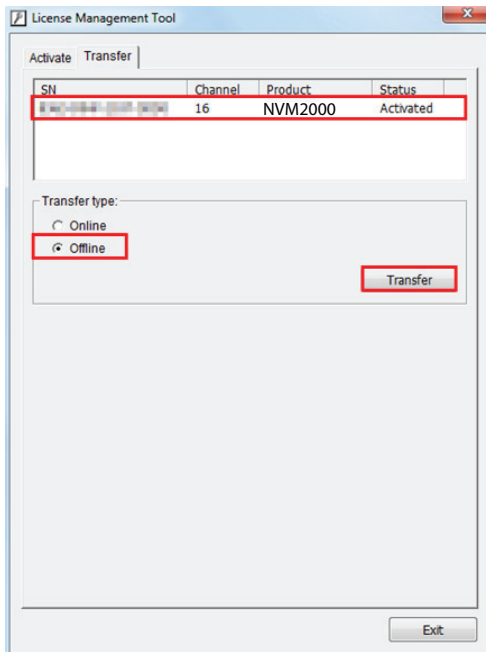 License Management Tool
Activate Transfer
SN Channel Product Status
16 NVM2000 Activated
Transfer type:
Online
Offline
Transfer
Exit